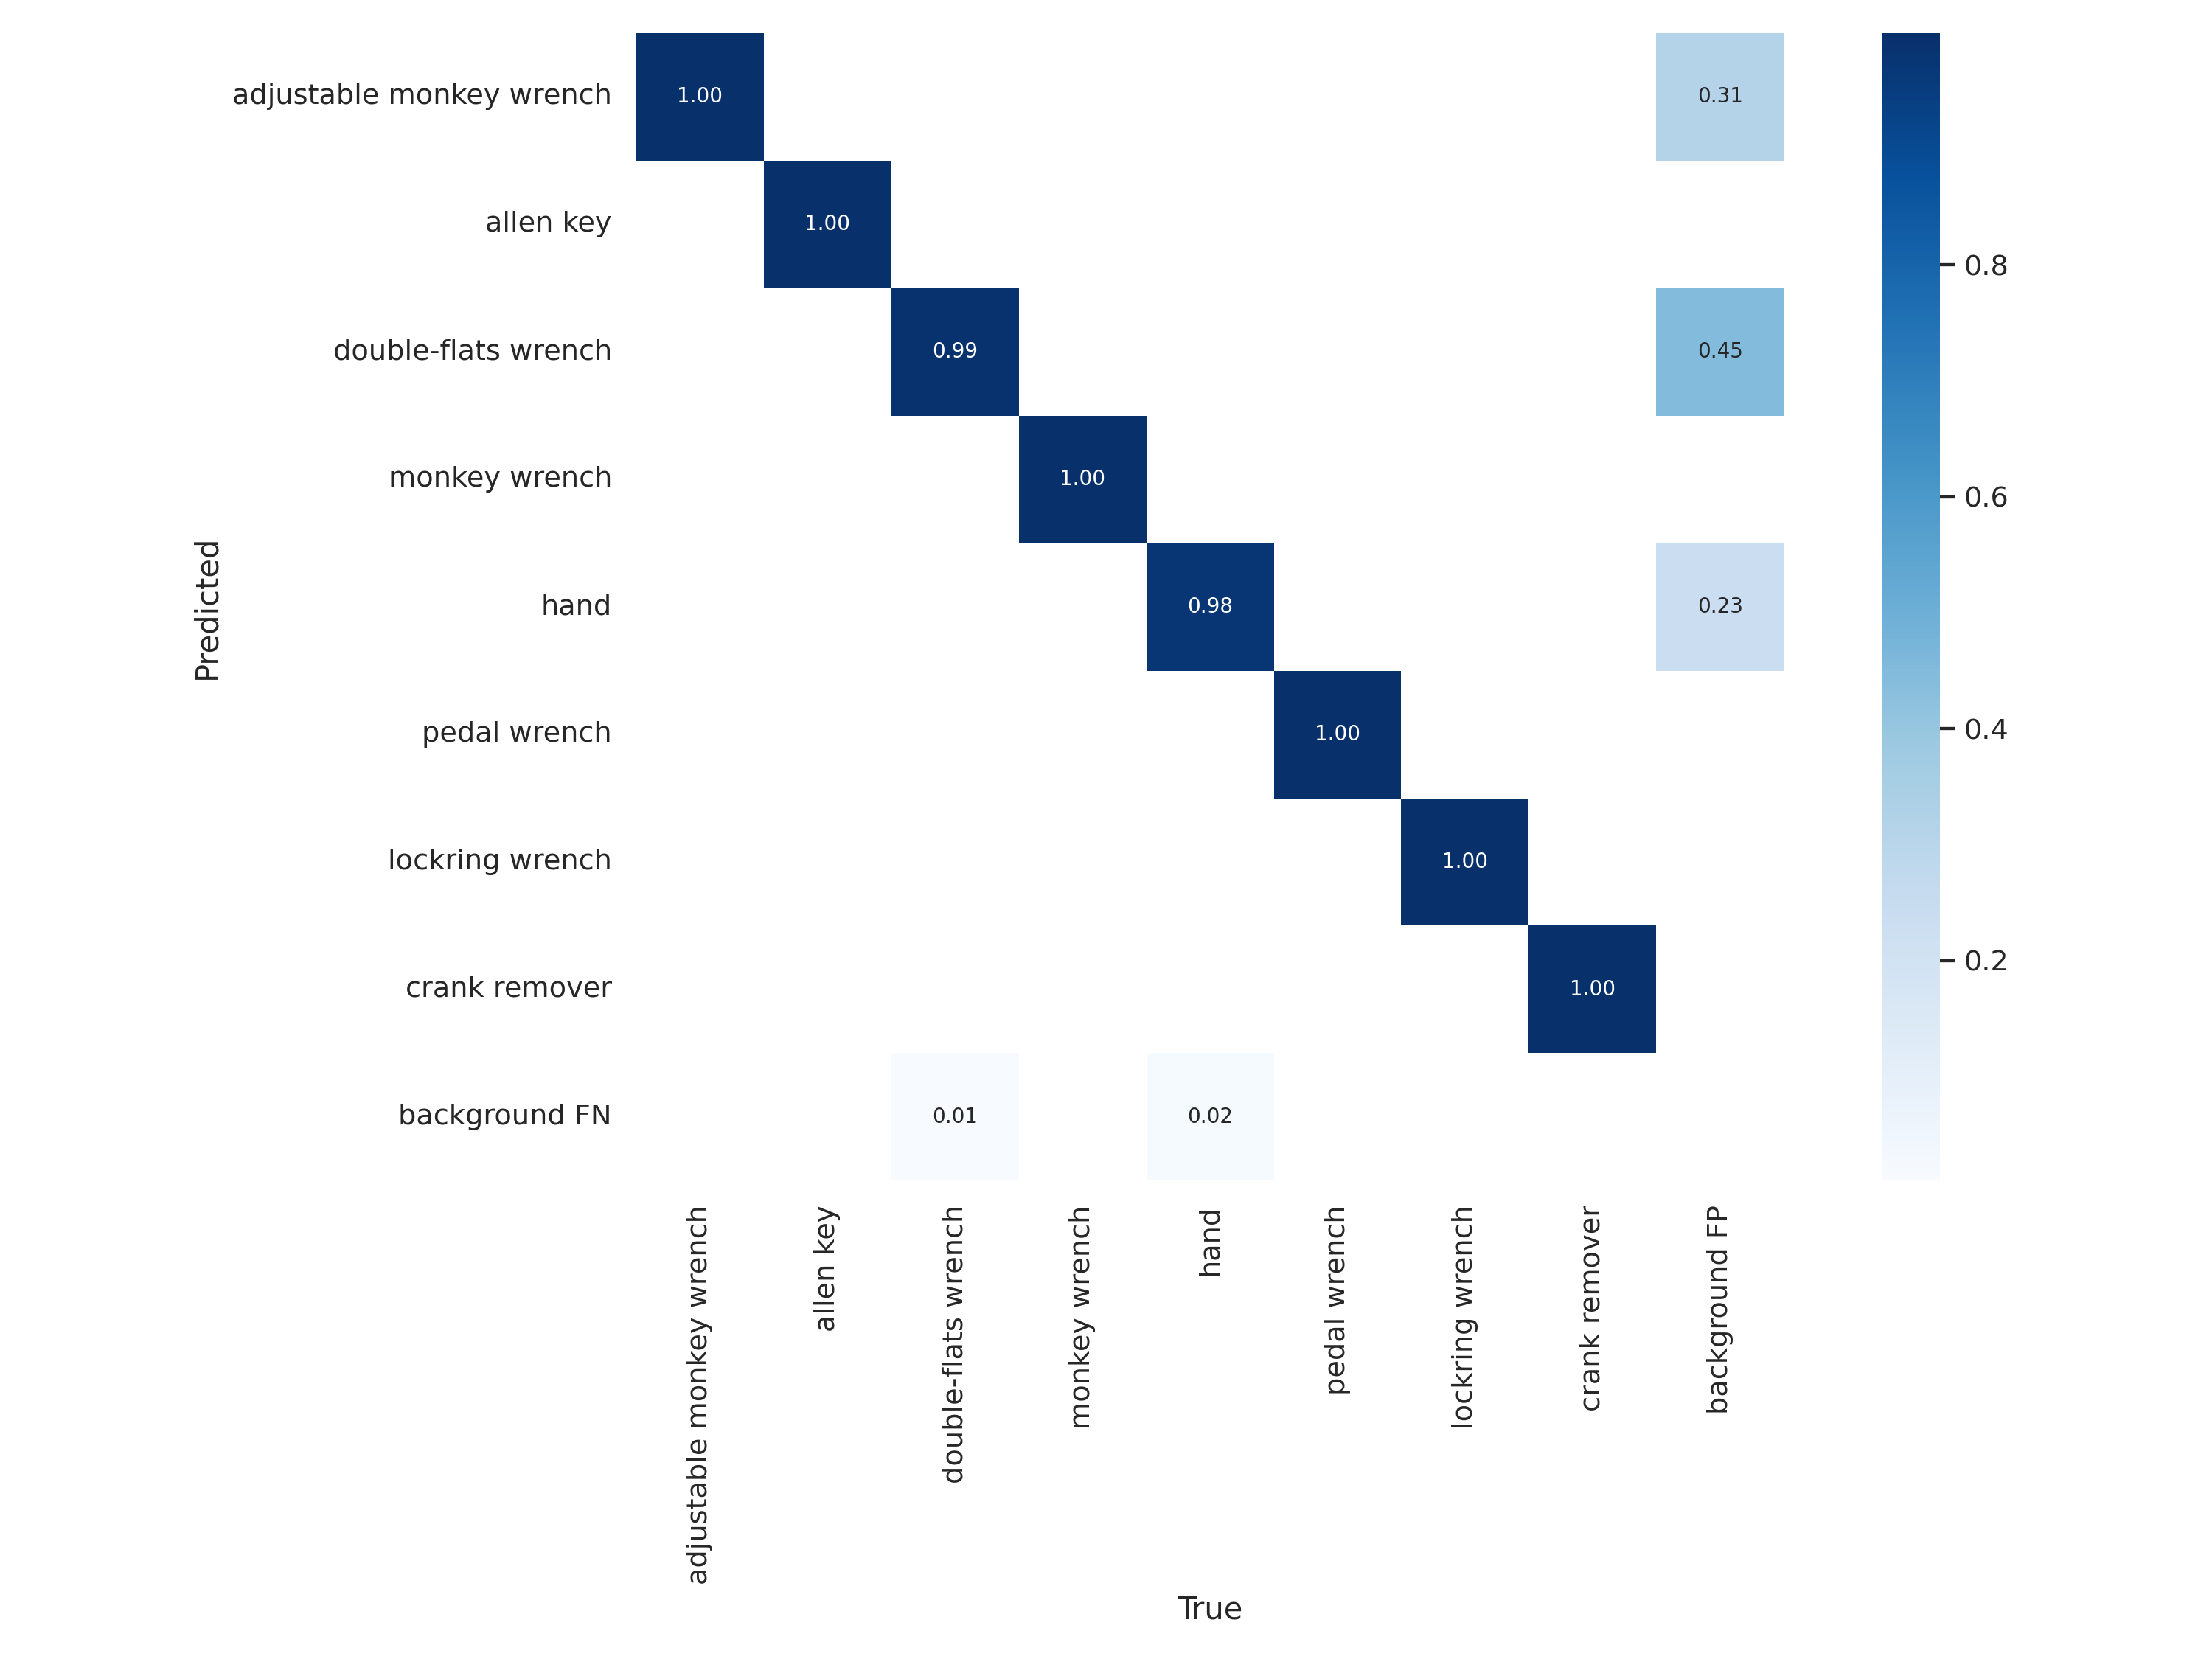 adjustable monkey wrench 1.00 0.31
allen key 1.00
double-flats wrench 0.99 0.45
monkey wrench 1.00
hand 0.98 0.23
pedal wrench 1.00
lockring wrench 1.00
crank remover 1.00
background FN 0.01 0.02
Predicted
adjustable monkey wrench
allen key
double-flats wrench
monkey wrench
hand
pedal wrench
lockring wrench
crank remover
background FP
True
0.8
0.6
0.4
0.2